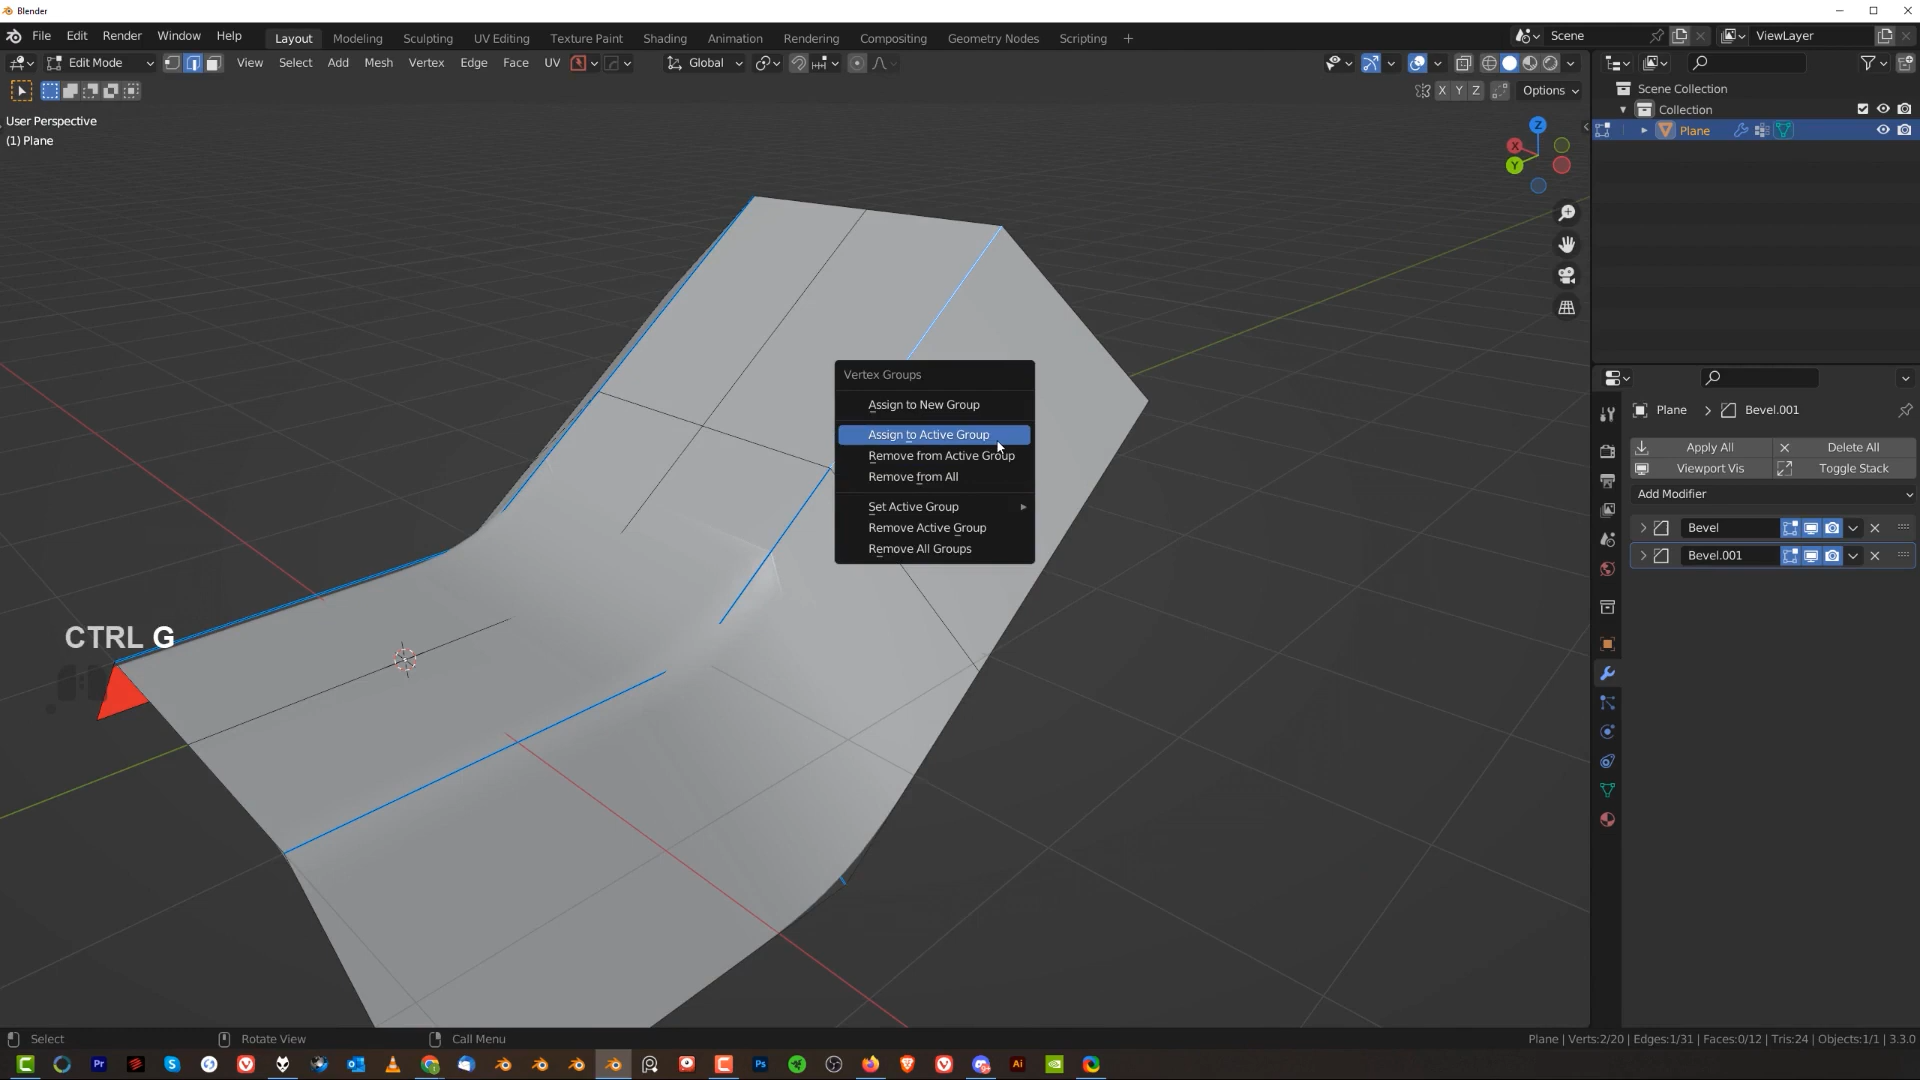 Blender
File Edit Render Window Help Layout Modeling Sculpting UV Editing Texture Paint Shading Animation Rendering Compositing Geometry Nodes Scripting + Scene ViewLayer
Edit Mode View Select Add Mesh Vertex Edge Face UV Global
X Y Z Options
User Perspective
(1) Plane
Z
X
Y
Scene Collection
Collection
Plane
Vertex Groups
Assign to New Group
Assign to Active Group
Remove from Active Group
Remove from All
Set Active Group
Remove Active Group
Remove All Groups
CTRL G
Plane > Bevel.001
Apply All Delete All
Viewport Vis Toggle Stack
Add Modifier
Bevel
Bevel.001
Select Rotate View Call Menu Plane | Verts:2/20 | Edges:1/31 | Faces:0/12 | Tris:24 | Objects:1/1 | 3.3.0
Pr Ps Ai